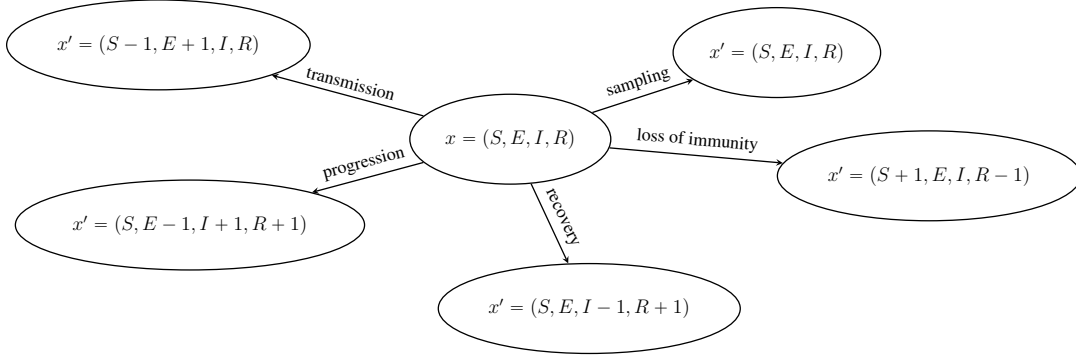 x′ = (S − 1, E + 1, I, R)
x′ = (S, E, I, R)
transmission
sampling
x = (S, E, I, R)
loss of immunity
progression
x′ = (S + 1, E, I, R − 1)
x′ = (S, E − 1, I + 1, R + 1)
recovery
x′ = (S, E, I − 1, R + 1)